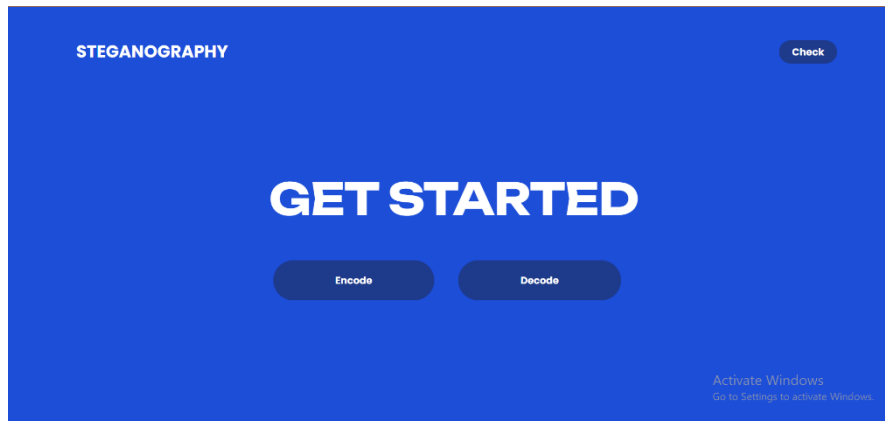 STEGANOGRAPHY
Check
GET STARTED
Encode
Decode
Activate Windows
Go to Settings to activate Windows.